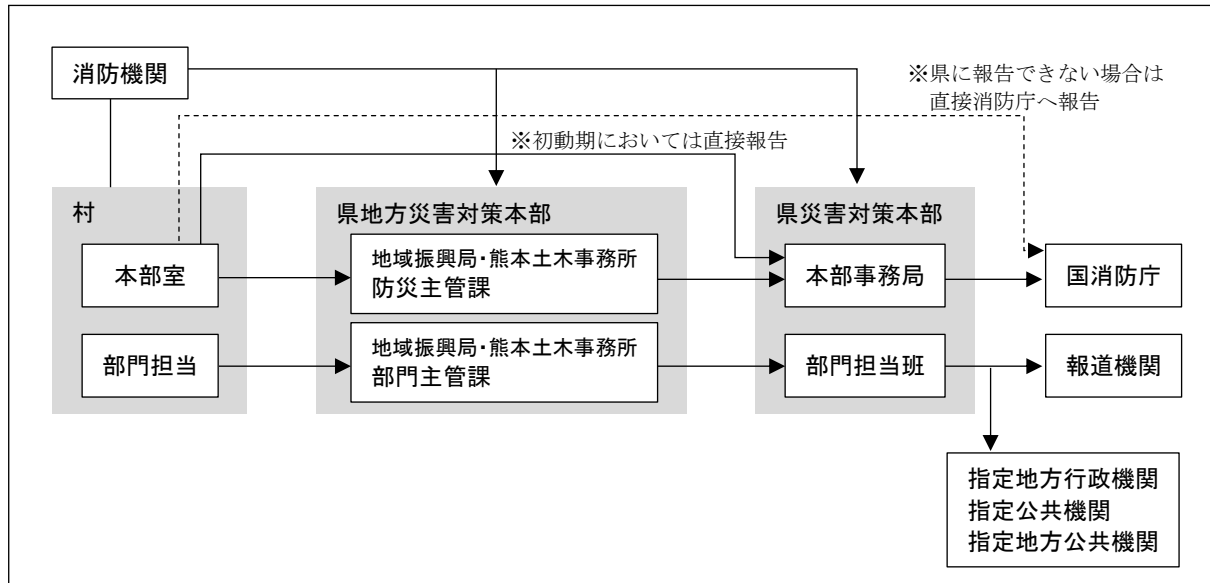 消防機関
※県に報告できない場合は
直接消防庁へ報告
※初動期においては直接報告
村
県地方災害対策本部
県災害対策本部
本部室
地域振興局・熊本土木事務所
防災主管課
本部事務局
国消防庁
部門担当
地域振興局・熊本土木事務所
部門主管課
部門担当班
報道機関
指定地方行政機関
指定公共機関
指定地方公共機関